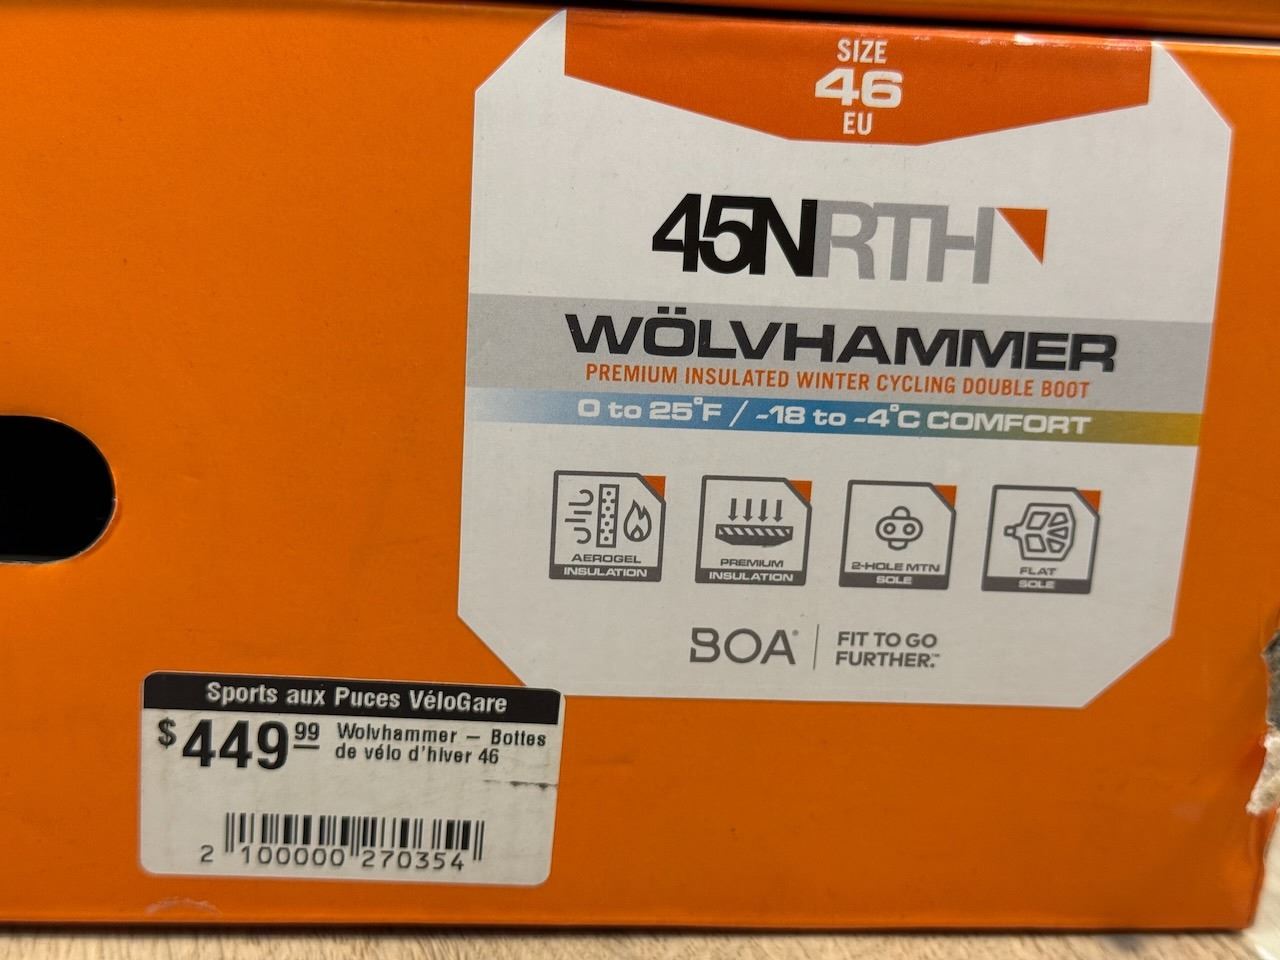 SIZE
46
EU
45NRTH
WÖLVHAMMER
PREMIUM INSULATED WINTER CYCLING DOUBLE BOOT
0 to 25°F / -18 to -4°C COMFORT
AEROGEL
INSULATION
PREMIUM
INSULATION
2-HOLE MTN
SOLE
FLAT
SOLE
BOA®
FIT TO GO
FURTHER.™
Sports aux Puces VéloGare
$449.99 Wolvhammer – Bottes
de vélo d'hiver 46
2 100000 270354